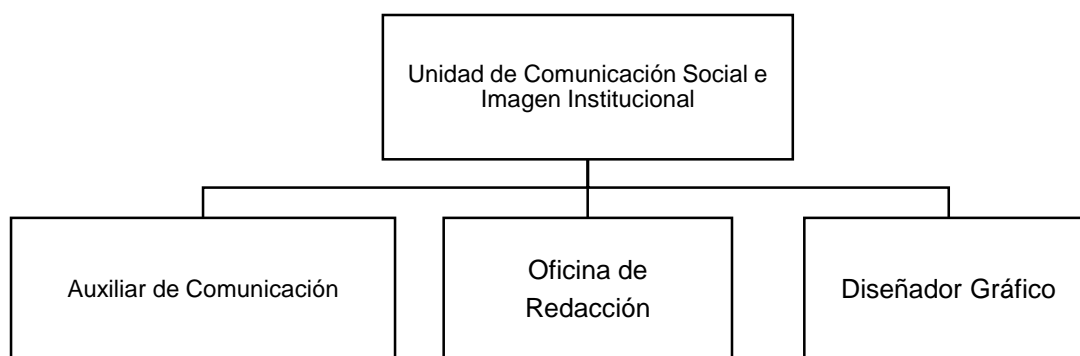 Unidad de Comunicación Social e
Imagen Institucional
Auxiliar de Comunicación
Oficina de
Redacción
Diseñador Gráfico